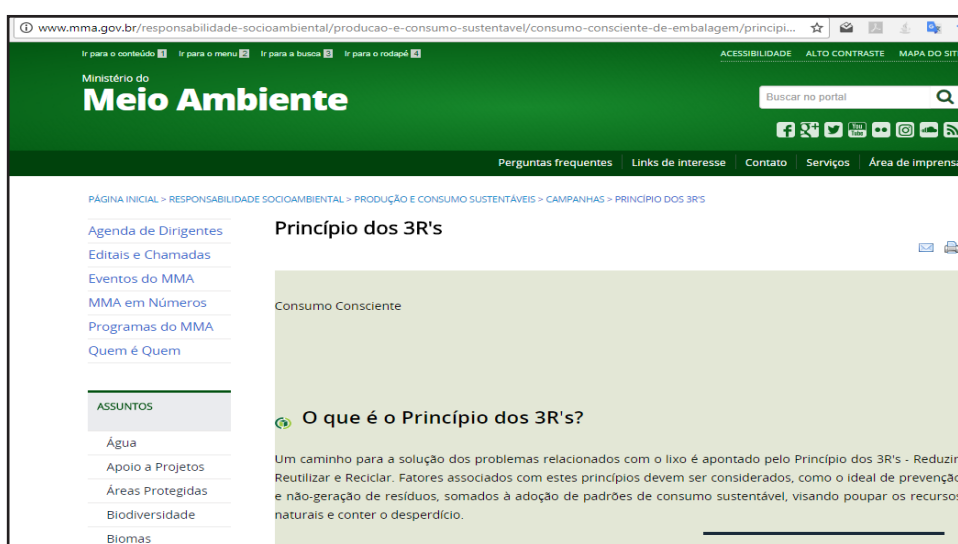 www.mma.gov.br/responsabilidade-socioambiental/producao-e-consumo-sustentavel/consumo-consciente-de-embalagem/principi...
Ir para o conteúdo 1 Ir para o menu 2 Ir para a busca 3 Ir para o rodapé 4
ACESSIBILIDADE ALTO CONTRASTE MAPA DO SIT
Ministério do
Meio Ambiente
Buscar no portal
You Tube
Perguntas frequentes Links de interesse Contato Serviços Área de imprensa
PÁGINA INICIAL > RESPONSABILIDADE SOCIOAMBIENTAL > PRODUÇÃO E CONSUMO SUSTENTÁVEIS > CAMPANHAS > PRINCÍPIO DOS 3R'S
Agenda de Dirigentes
Editais e Chamadas
Eventos do MMA
MMA em Números
Programas do MMA
Quem é Quem
ASSUNTOS
Água
Apoio a Projetos
Áreas Protegidas
Biodiversidade
Biomas
Princípio dos 3R's
Consumo Consciente
O que é o Princípio dos 3R's?
Um caminho para a solução dos problemas relacionados com o lixo é apontado pelo Princípio dos 3R's - Reduzir
Reutilizar e Reciclar. Fatores associados com estes princípios devem ser considerados, como o ideal de prevenção
e não-geração de resíduos, somados à adoção de padrões de consumo sustentável, visando poupar os recursos
naturais e conter o desperdício.